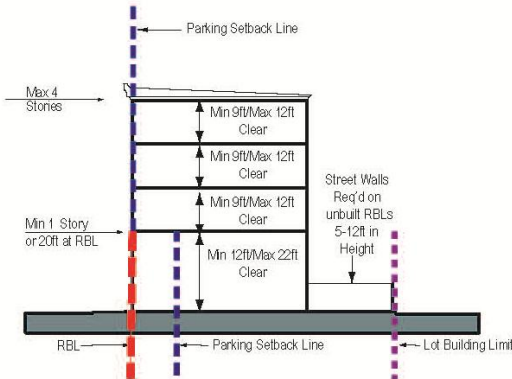 Parking Setback Line
Max 4
Stories
Min 9ft/Max 12ft
Clear
Min 9ft/Max 12ft
Clear
Street Walls
Req'd on
unbuilt RBLs
5-12ft in
Height
Min 9ft/Max 12ft
Clear
Min 1 Story
or 20ft at RBL
Min 12ft/Max 22ft
Clear
RBL
Parking Setback Line
Lot Building Limit